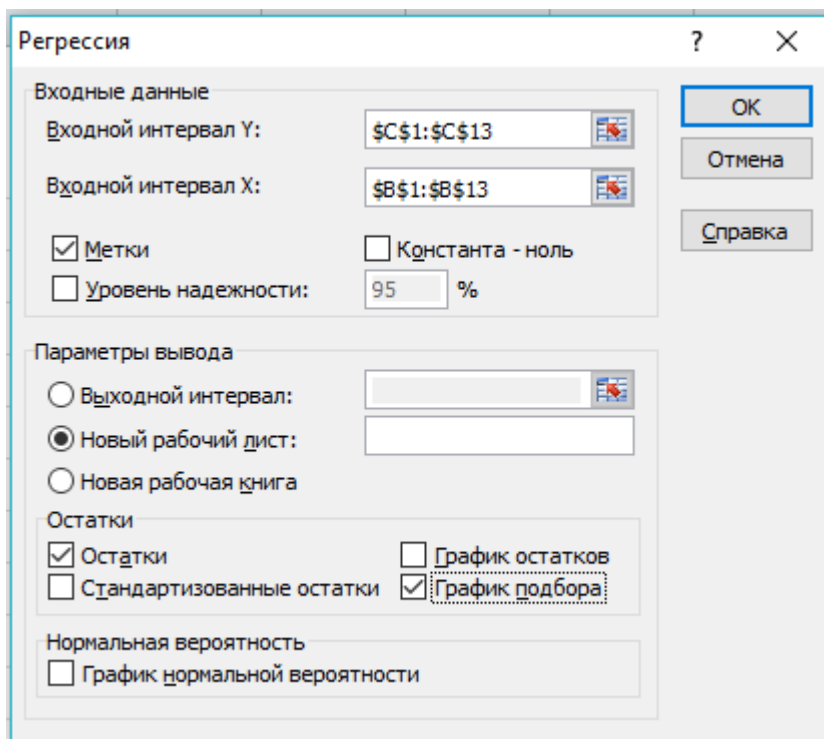 Регрессия ?
Входные данные
Входной интервал Y: $C$1:$C$13
Входной интервал X: $B$1:$B$13
Метки Константа - ноль
Уровень надежности: 95 %
OK
Отмена
Справка
Параметры вывода
Выходной интервал:
Новый рабочий лист:
Новая рабочая книга
Остатки
Остатки График остатков
Стандартизованные остатки График подбора
Нормальная вероятность
График нормальной вероятности